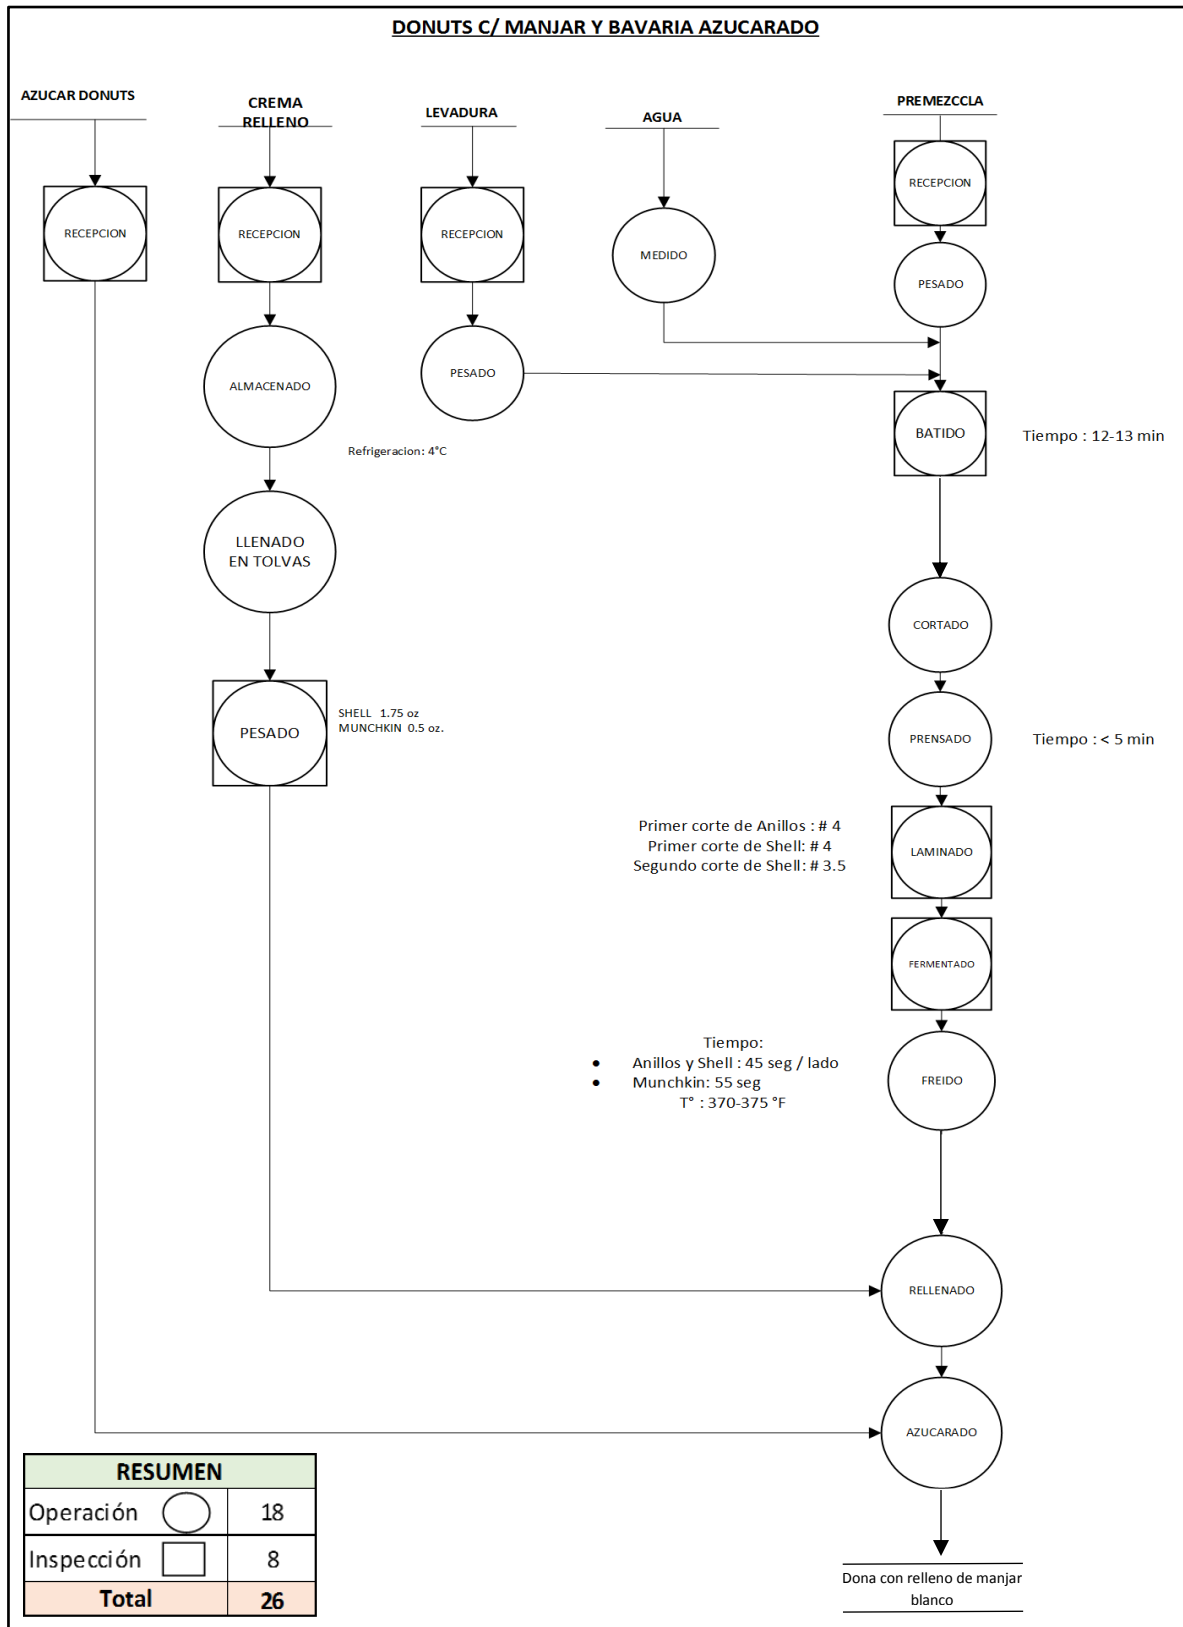 DONUTS C/ MANJAR Y BAVARIA AZUCARADO
AZUCAR DONUTS
CREMA
RELLENO
LEVADURA
AGUA
PREMEZCCLA
RECEPCION
RECEPCION
RECEPCION
MEDIDO
RECEPCION
PESADO
ALMACENADO
PESADO
Refrigeracion: 4°C
BATIDO
Tiempo : 12-13 min
LLENADO
EN TOLVAS
CORTADO
PESADO
SHELL 1.75 oz
MUNCHKIN 0.5 oz.
PRENSADO
Tiempo : < 5 min
Primer corte de Anillos : # 4
Primer corte de Shell: # 4
Segundo corte de Shell: # 3.5
LAMINADO
FERMENTADO
Tiempo:
• Anillos y Shell : 45 seg / lado
• Munchkin: 55 seg
T° : 370-375 °F
FREIDO
RELLENADO
AZUCARADO
RESUMEN
Operación 18
Inspección 8
Total 26
Dona con relleno de manjar
blanco